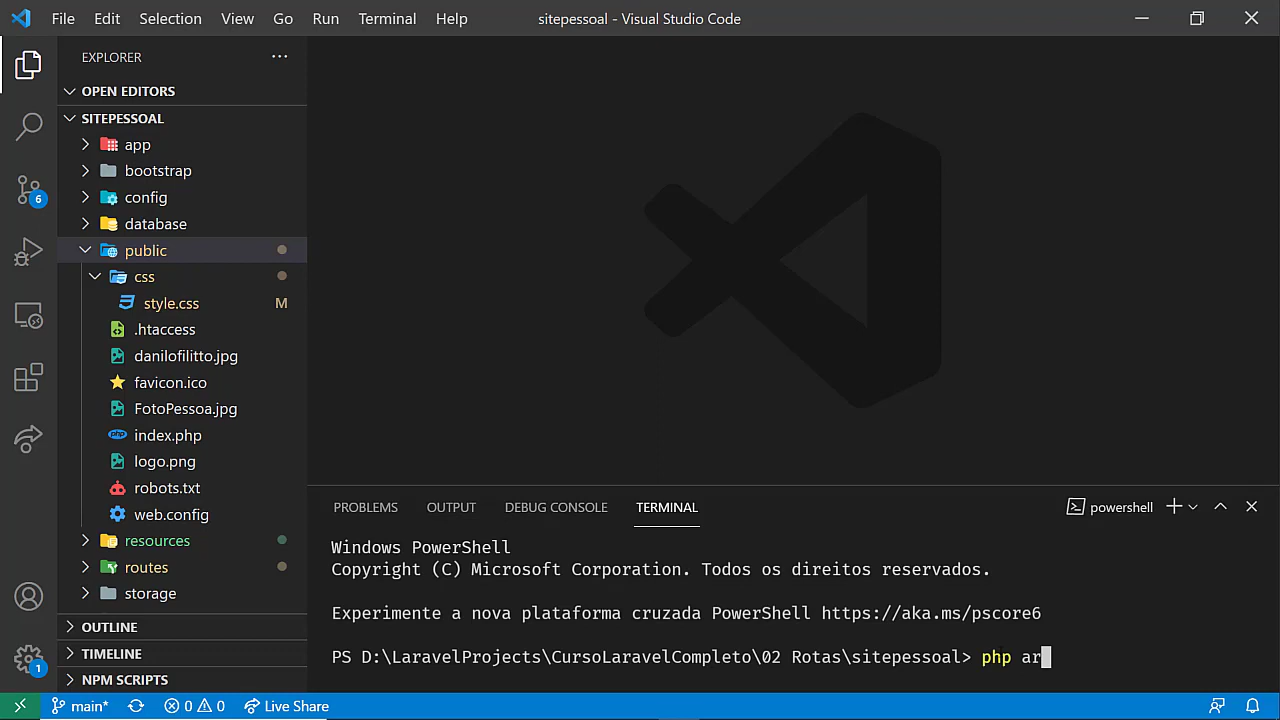 File Edit Selection View Go Run Terminal Help sitepessoal - Visual Studio Code
EXPLORER ···
OPEN EDITORS
SITEPESSOAL
app
bootstrap
6
config
database
public
css
style.css M
.htaccess
danilofilitto.jpg
favicon.ico
FotoPessoa.jpg
index.php
logo.png
robots.txt
web.config
resources
routes
storage
OUTLINE
TIMELINE
1
NPM SCRIPTS
PROBLEMS OUTPUT DEBUG CONSOLE TERMINAL powershell
Windows PowerShell
Copyright (C) Microsoft Corporation. Todos os direitos reservados.
Experimente a nova plataforma cruzada PowerShell https://aka.ms/pscore6
PS D:\LaravelProjects\CursoLaravelCompleto\02 Rotas\sitepessoal> php ar
main* 0 0 Live Share